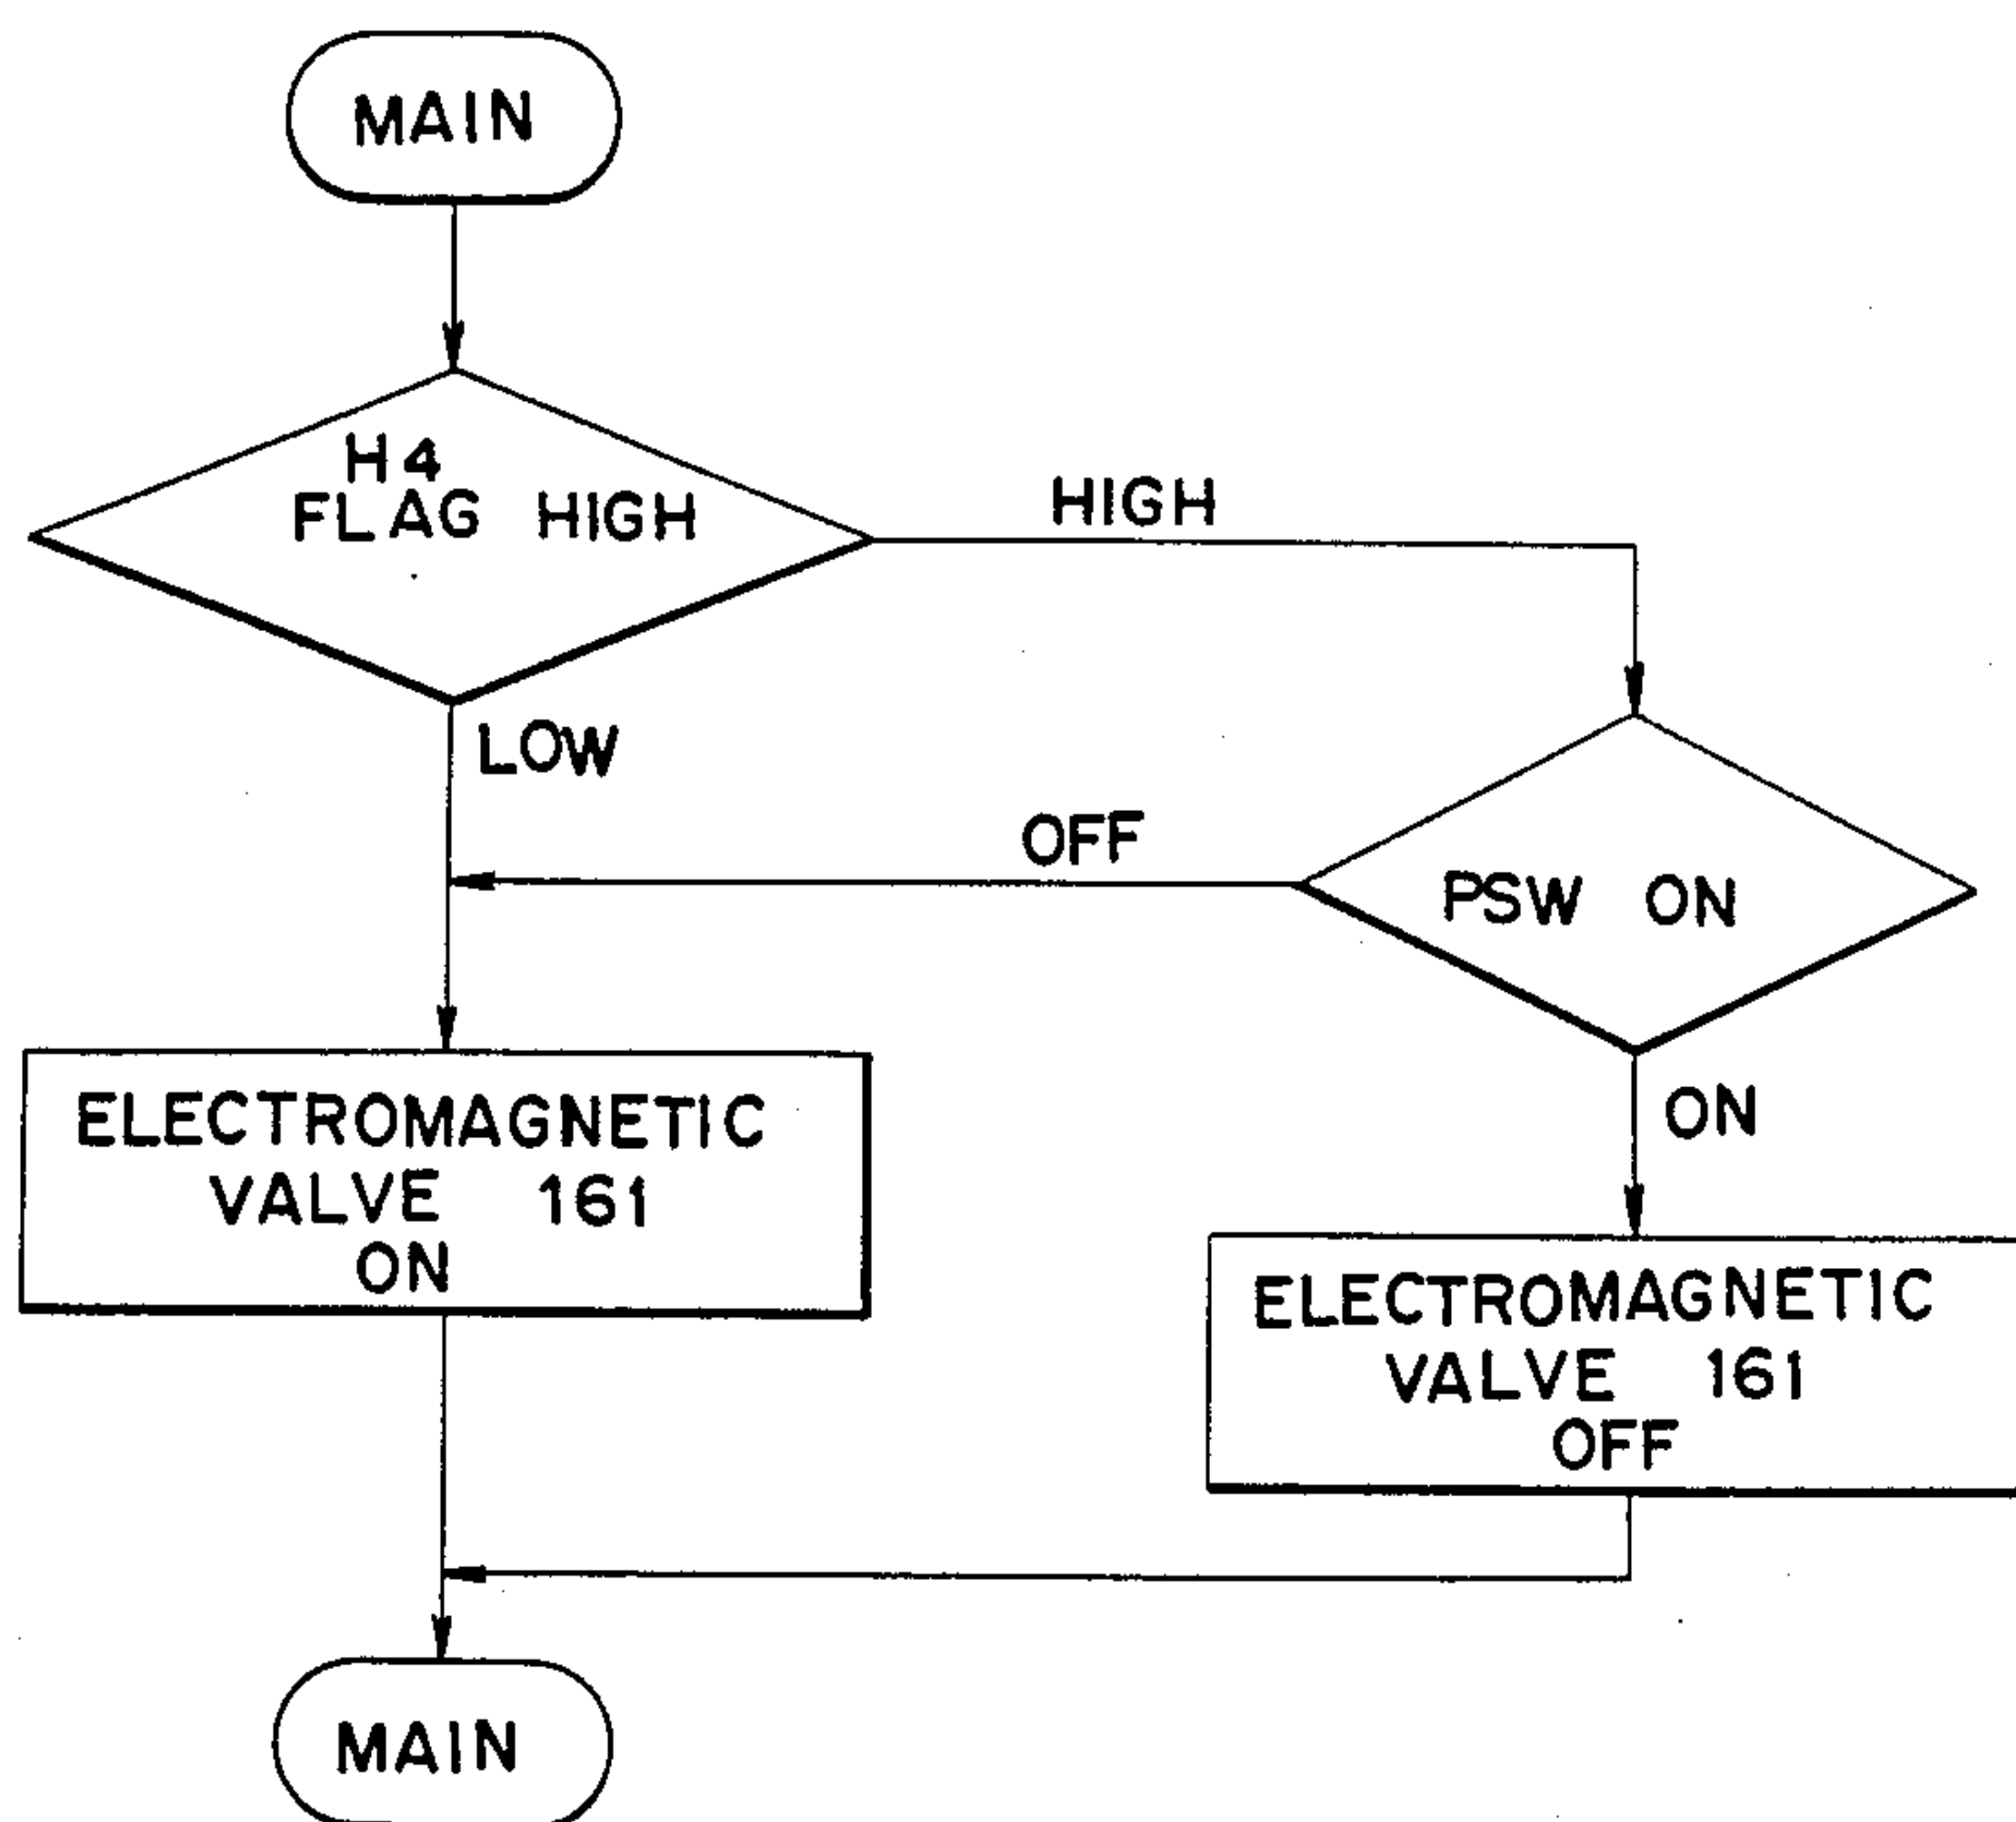 MAIN
H4
FLAG HIGH
HIGH
LOW
OFF
PSW ON
ELECTROMAGNETIC
VALVE 161
ON
ON
ELECTROMAGNETIC
VALVE 161
OFF
MAIN